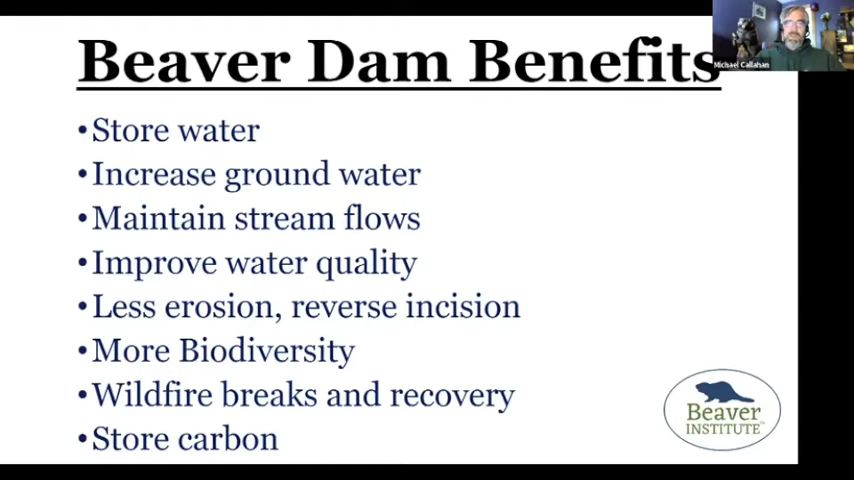 Beaver Dam Benefits
Michael Callahan
•Store water
•Increase ground water
•Maintain stream flows
•Improve water quality
•Less erosion, reverse incision
•More Biodiversity
•Wildfire breaks and recovery
•Store carbon
Beaver
INSTITUTE™